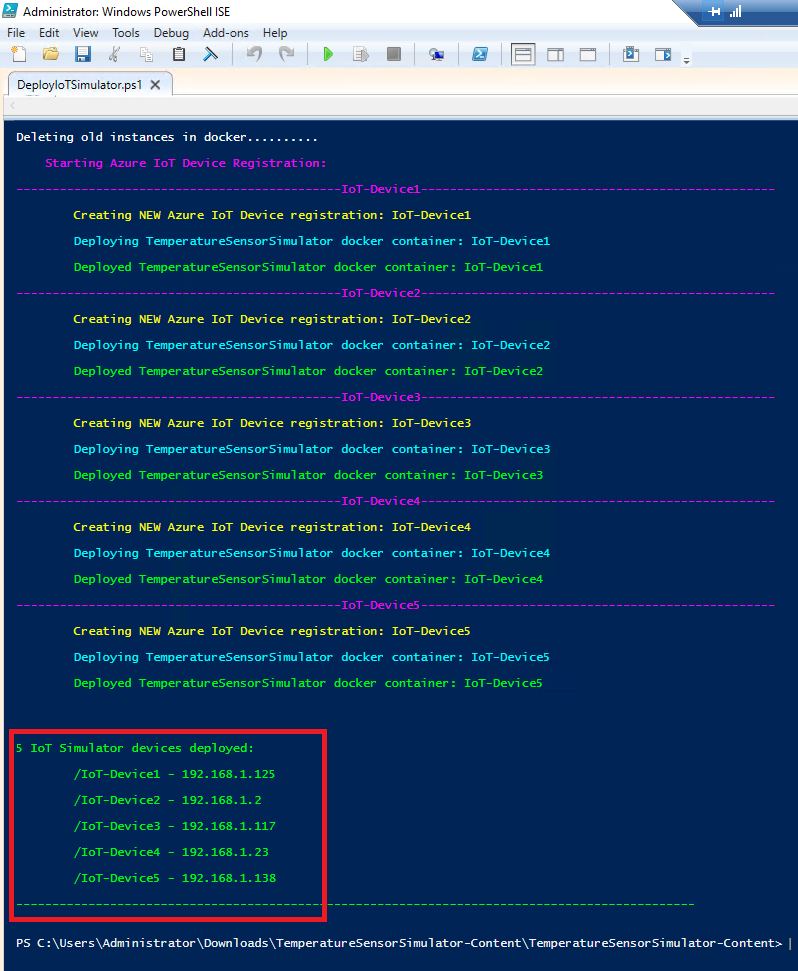 Administrator: Windows PowerShell ISE
File Edit View Tools Debug Add-ons Help
DeployIoTSimulator.ps1
Deleting old instances in docker..........
Starting Azure IoT Device Registration:
---------------------------------------------IoT-Device1-------------------------------------------------
Creating NEW Azure IoT Device registration: IoT-Device1
Deploying TemperatureSensorSimulator docker container: IoT-Device1
Deployed TemperatureSensorSimulator docker container: IoT-Device1
---------------------------------------------IoT-Device2-------------------------------------------------
Creating NEW Azure IoT Device registration: IoT-Device2
Deploying TemperatureSensorSimulator docker container: IoT-Device2
Deployed TemperatureSensorSimulator docker container: IoT-Device2
---------------------------------------------IoT-Device3-------------------------------------------------
Creating NEW Azure IoT Device registration: IoT-Device3
Deploying TemperatureSensorSimulator docker container: IoT-Device3
Deployed TemperatureSensorSimulator docker container: IoT-Device3
---------------------------------------------IoT-Device4-------------------------------------------------
Creating NEW Azure IoT Device registration: IoT-Device4
Deploying TemperatureSensorSimulator docker container: IoT-Device4
Deployed TemperatureSensorSimulator docker container: IoT-Device4
---------------------------------------------IoT-Device5-------------------------------------------------
Creating NEW Azure IoT Device registration: IoT-Device5
Deploying TemperatureSensorSimulator docker container: IoT-Device5
Deployed TemperatureSensorSimulator docker container: IoT-Device5
5 IoT Simulator devices deployed:
/IoT-Device1 - 192.168.1.125
/IoT-Device2 - 192.168.1.2
/IoT-Device3 - 192.168.1.117
/IoT-Device4 - 192.168.1.23
/IoT-Device5 - 192.168.1.138
----------------------------------------------------------------------------------------------
PS C:\Users\Administrator\Downloads\TemperatureSensorSimulator-Content\TemperatureSensorSimulator-Content>